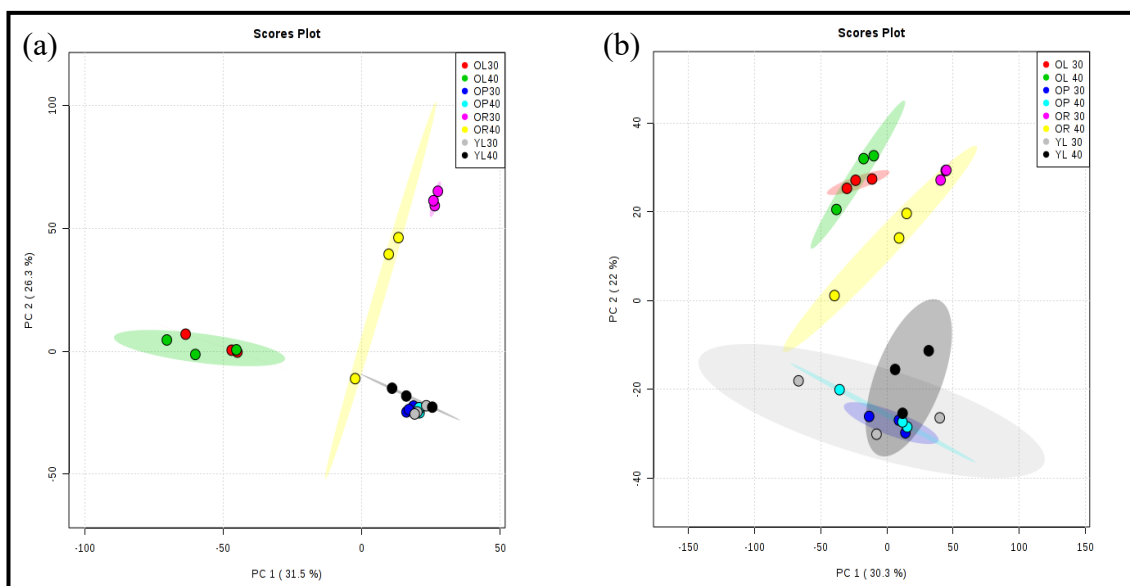 (a)
Scores Plot
OL30
OL40
OP30
OP40
OR30
OR40
YL30
YL40
100
50
0
-50
PC 2 ( 26.3 %)
-100
-50
0
50
PC 1 ( 31.5 %)
(b)
Scores Plot
OL 30
OL 40
OP 30
OP 40
OR 30
OR 40
YL 30
YL 40
40
20
0
-20
-40
PC 2 ( 22 %)
-150
-100
-50
0
50
100
150
PC 1 ( 30.3 %)